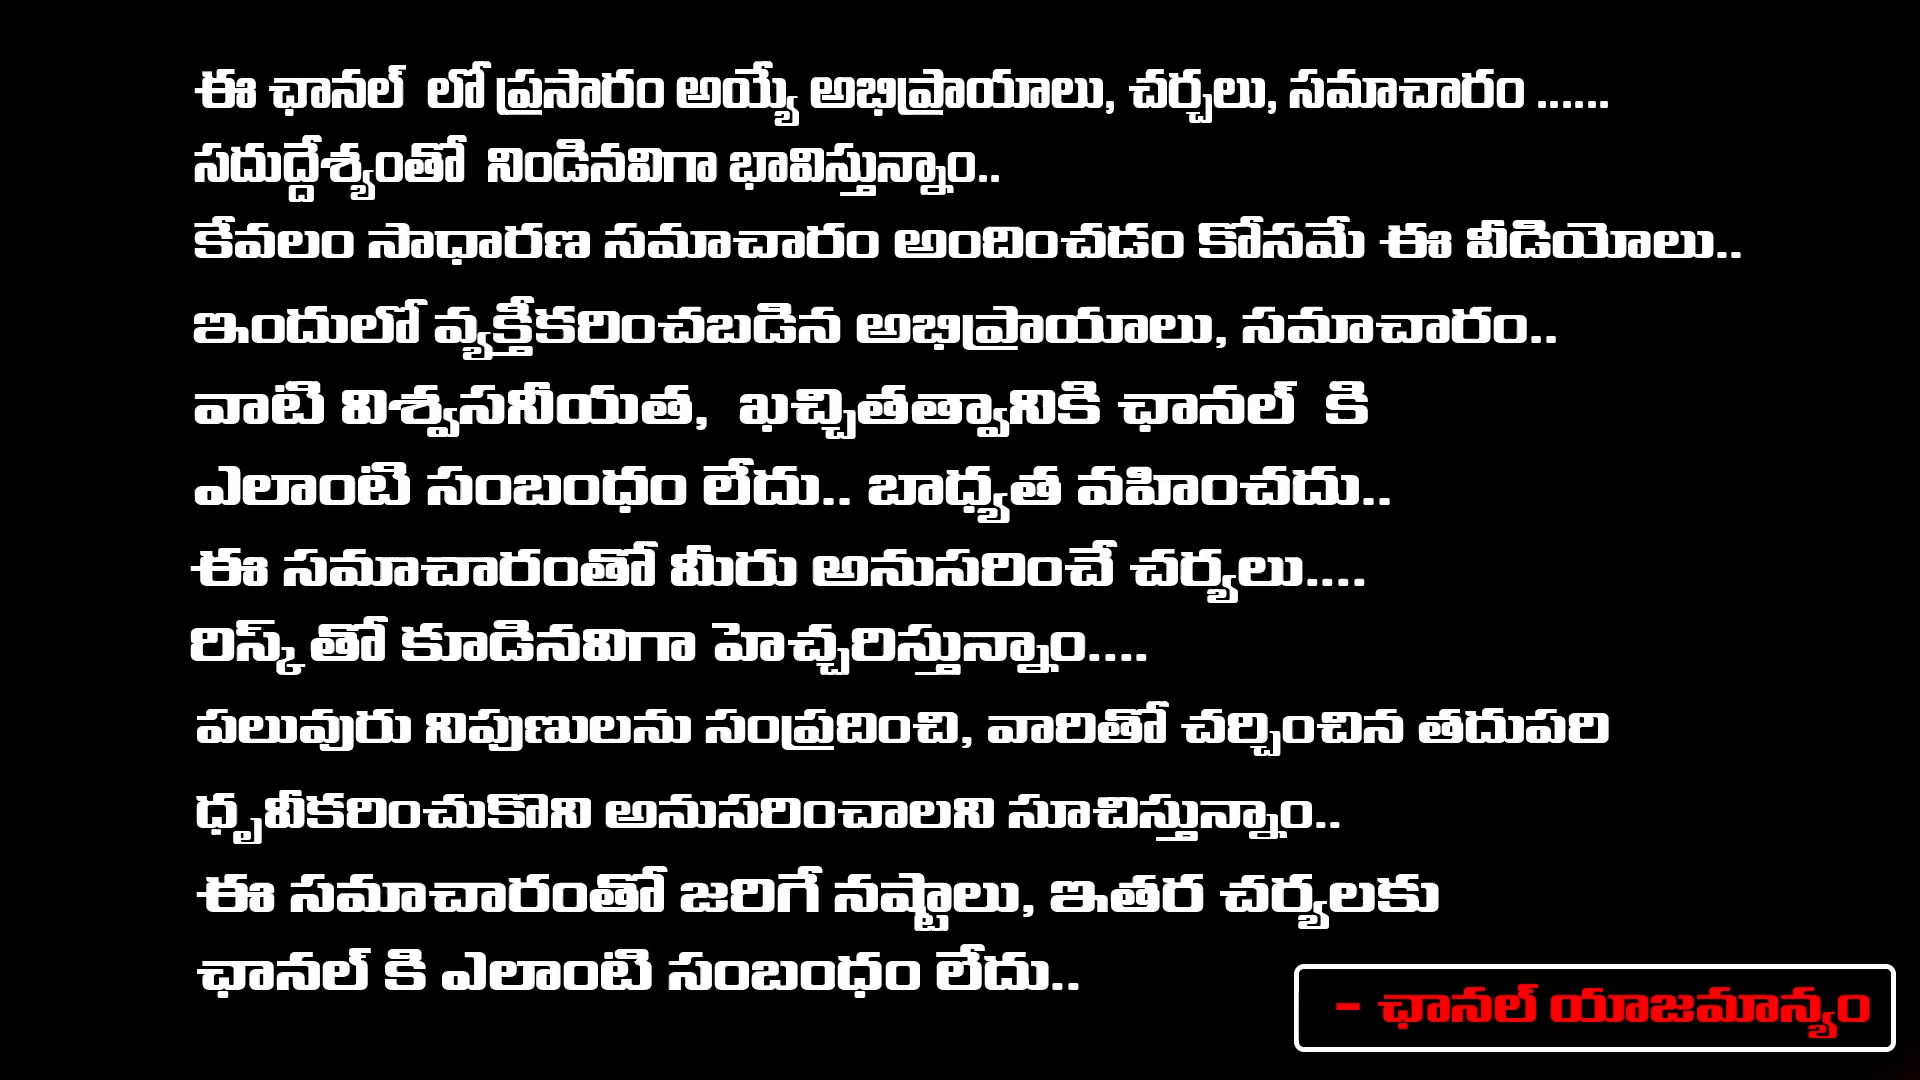 ఈ ఛానల్ లో ప్రసారం అయ్యే అభిప్రాయాలు, చర్చలు, సమాచారం ......
సదుద్దేశ్యంతో నిండినవిగా భావిస్తున్నాం..
కేవలం సాధారణ సమాచారం అందించడం కోసమే ఈ వీడియోలు..
ఇందులో వ్యక్తీకరించబడిన అభిప్రాయాలు, సమాచారం..
వాటి విశ్వసనీయత, ఖచ్చితత్వానికి ఛానల్ కి
ఎలాంటి సంబంధం లేదు.. బాధ్యత వహించదు..
ఈ సమాచారంతో మీరు అనుసరించే చర్యలు....
రిస్క్ తో కూడినవిగా హెచ్చరిస్తున్నాం....
పలువురు నిపుణులను సంప్రదించి, వారితో చర్చించిన తదుపరి
ధృవీకరించుకొని అనుసరించాలని సూచిస్తున్నాం..
ఈ సమాచారంతో జరిగే నష్టాలు, ఇతర చర్యలకు
ఛానల్ కి ఎలాంటి సంబంధం లేదు..
- ఛానల్ యాజమాన్యం